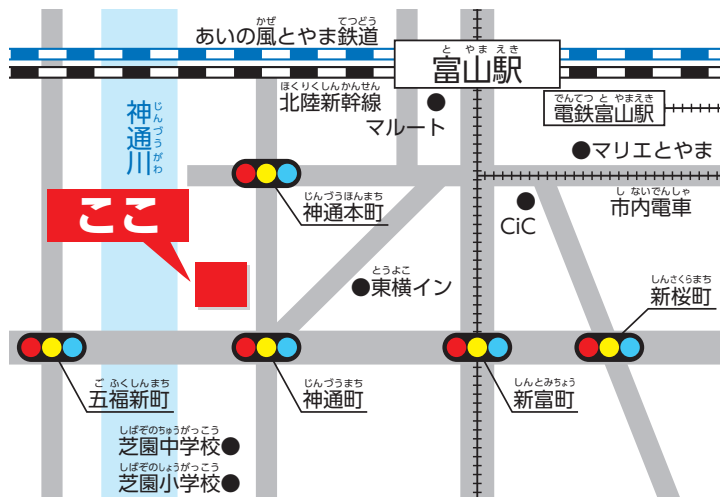 かぜ てつどう
あいの風とやま鉄道
と やま えき
富山駅
ほくりくしんかんせん
北陸新幹線
マルート
でんてつ と やまえき
電鉄富山駅
マリエとやま
じんづうがわ
神通川
じんづうほんまち
神通本町
し ないでんしゃ
市内電車
CiC
ここ
とうよこ
東横イン
しんさくらまち
新桜町
ご ふくしんまち
五福新町
じんづうまち
神通町
しんとみちょう
新富町
しばぞのちゅうがっこう
芝園中学校
しばぞのしょうがっこう
芝園小学校